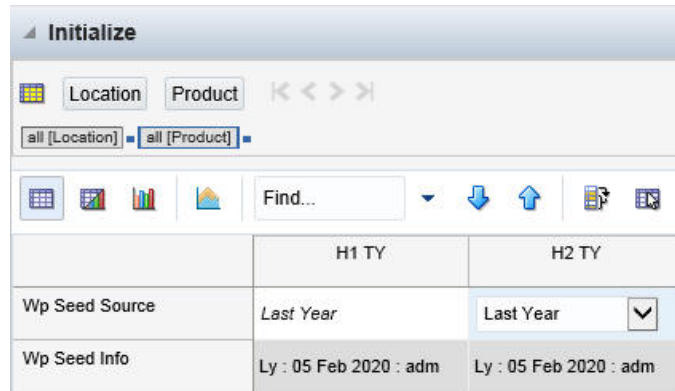 Initialize
Location Product
all [Location] all [Product]
Find...
H1 TY H2 TY
Wp Seed Source Last Year Last Year
Wp Seed Info Ly : 05 Feb 2020 : adm Ly : 05 Feb 2020 : adm